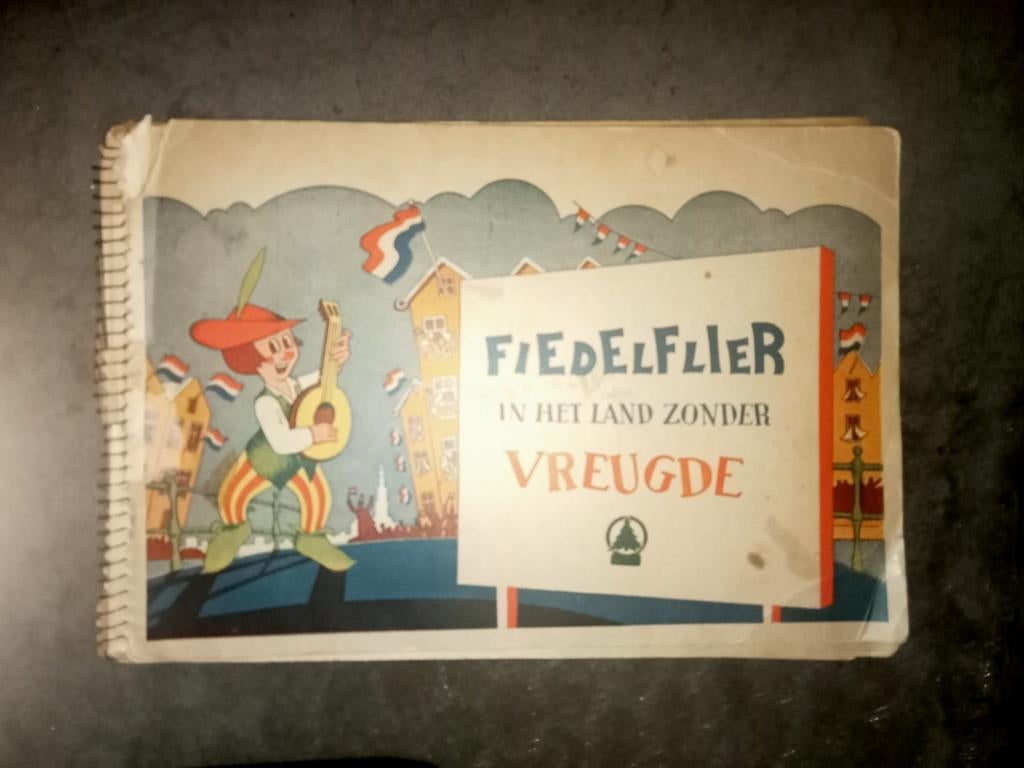 FIEDELFLIER
IN HET LAND ZONDER
VREUGDE